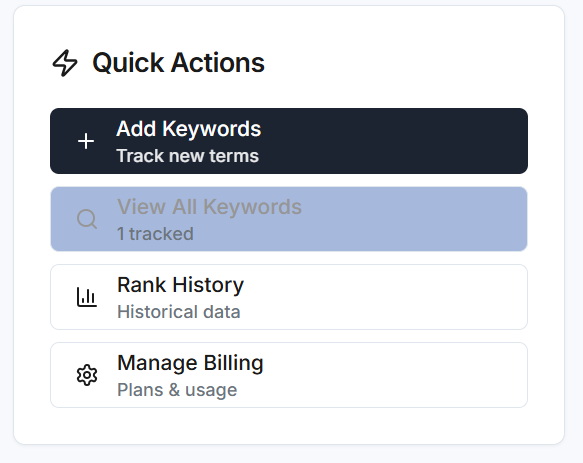 Quick Actions
Add Keywords
Track new terms
View All Keywords
1 tracked
Rank History
Historical data
Manage Billing
Plans & usage